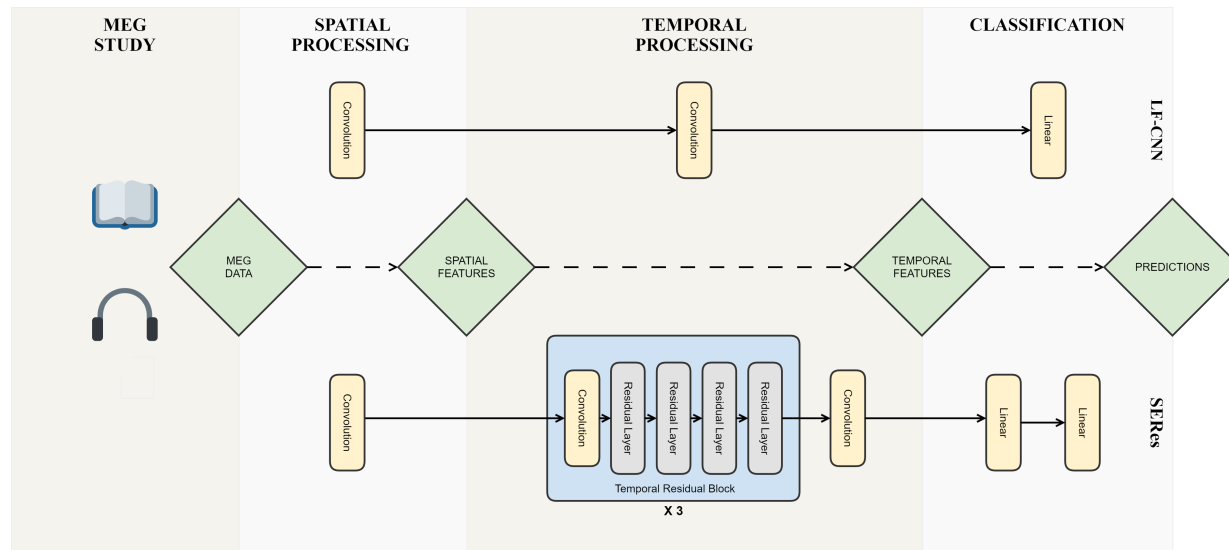 MEG
STUDY
SPATIAL
PROCESSING
TEMPORAL
PROCESSING
CLASSIFICATION
Convolution
Convolution
Linear
LF-CNN
MEG
DATA
SPATIAL
FEATURES
TEMPORAL
FEATURES
PREDICTIONS
Convolution
Convolution
Residual Layer
Residual Layer
Residual Layer
Residual Layer
Temporal Residual Block
X 3
Convolution
Linear
Linear
SERes